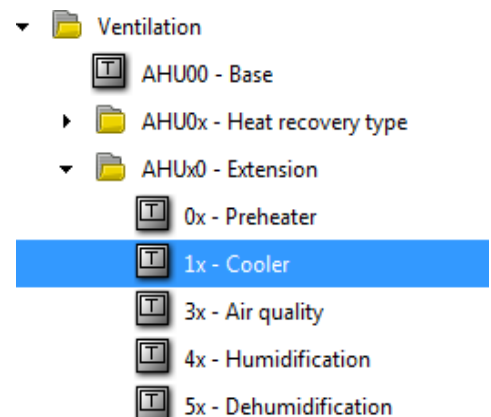 Ventilation
AHU00 - Base
AHU0x - Heat recovery type
AHUx0 - Extension
0x - Preheater
1x - Cooler
3x - Air quality
4x - Humidification
5x - Dehumidification